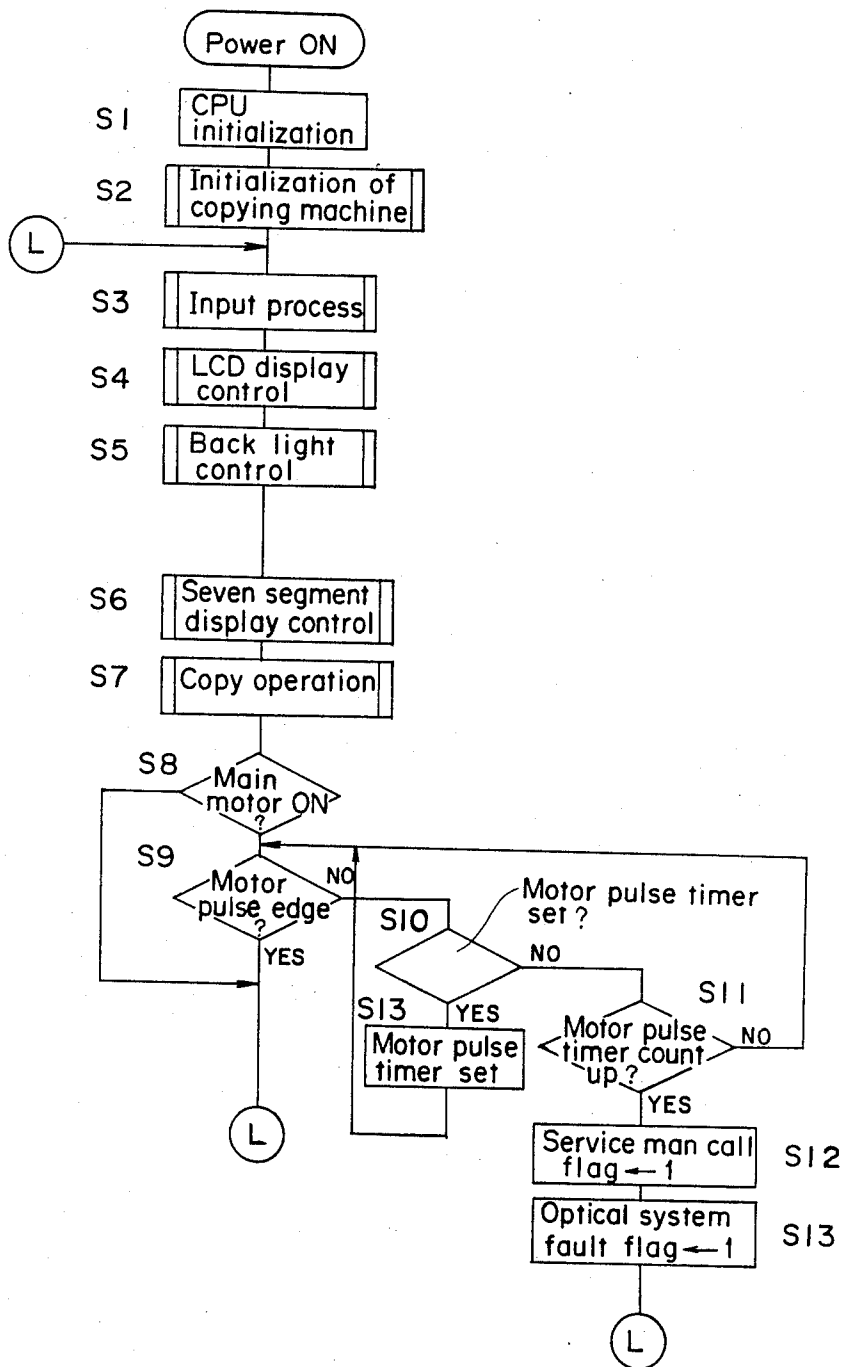 Power ON
S1
CPU
initialization
S2
Initialization of
copying machine
L
S3
Input process
S4
LCD display
control
S5
Back light
control
S6
Seven segment
display control
S7
Copy operation
S8
Main
motor ON
?
S9
Motor
pulse edge
?
NO
YES
S10
Motor pulse timer
set ?
NO
YES
S13
Motor pulse
timer set
S11
Motor pulse
timer count
up ?
NO
YES
L
Service man call
flag ← 1
S12
Optical system
fault flag ← 1
S13
L